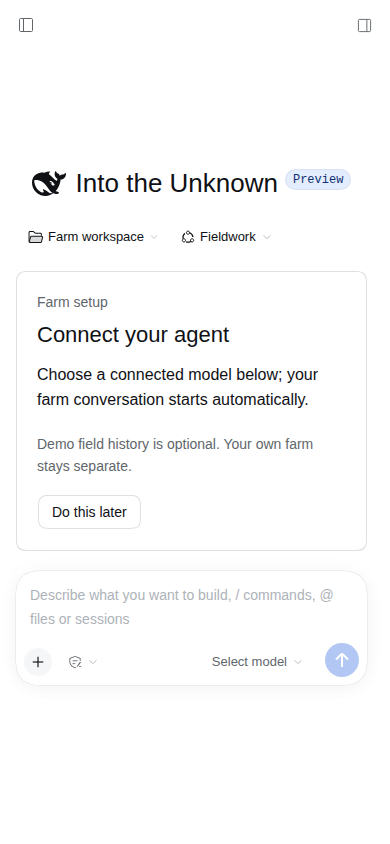 Into the Unknown
Preview
Farm workspace
Fieldwork
Farm setup
Connect your agent
Choose a connected model below; your
farm conversation starts automatically.
Demo field history is optional. Your own farm
stays separate.
Do this later
Describe what you want to build, / commands, @
files or sessions
Select model